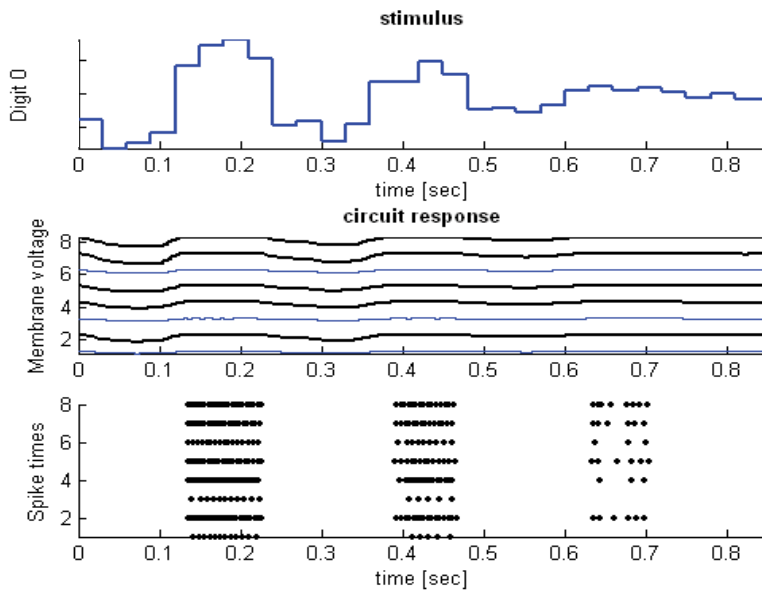 stimulus
Digit 0
0 0.1 0.2 0.3 0.4 0.5 0.6 0.7 0.8
time [sec]
circuit response
Membrane voltage
8
6
4
2
0 0.1 0.2 0.3 0.4 0.5 0.6 0.7 0.8
Spike times
8
6
4
2
0 0.1 0.2 0.3 0.4 0.5 0.6 0.7 0.8
time [sec]